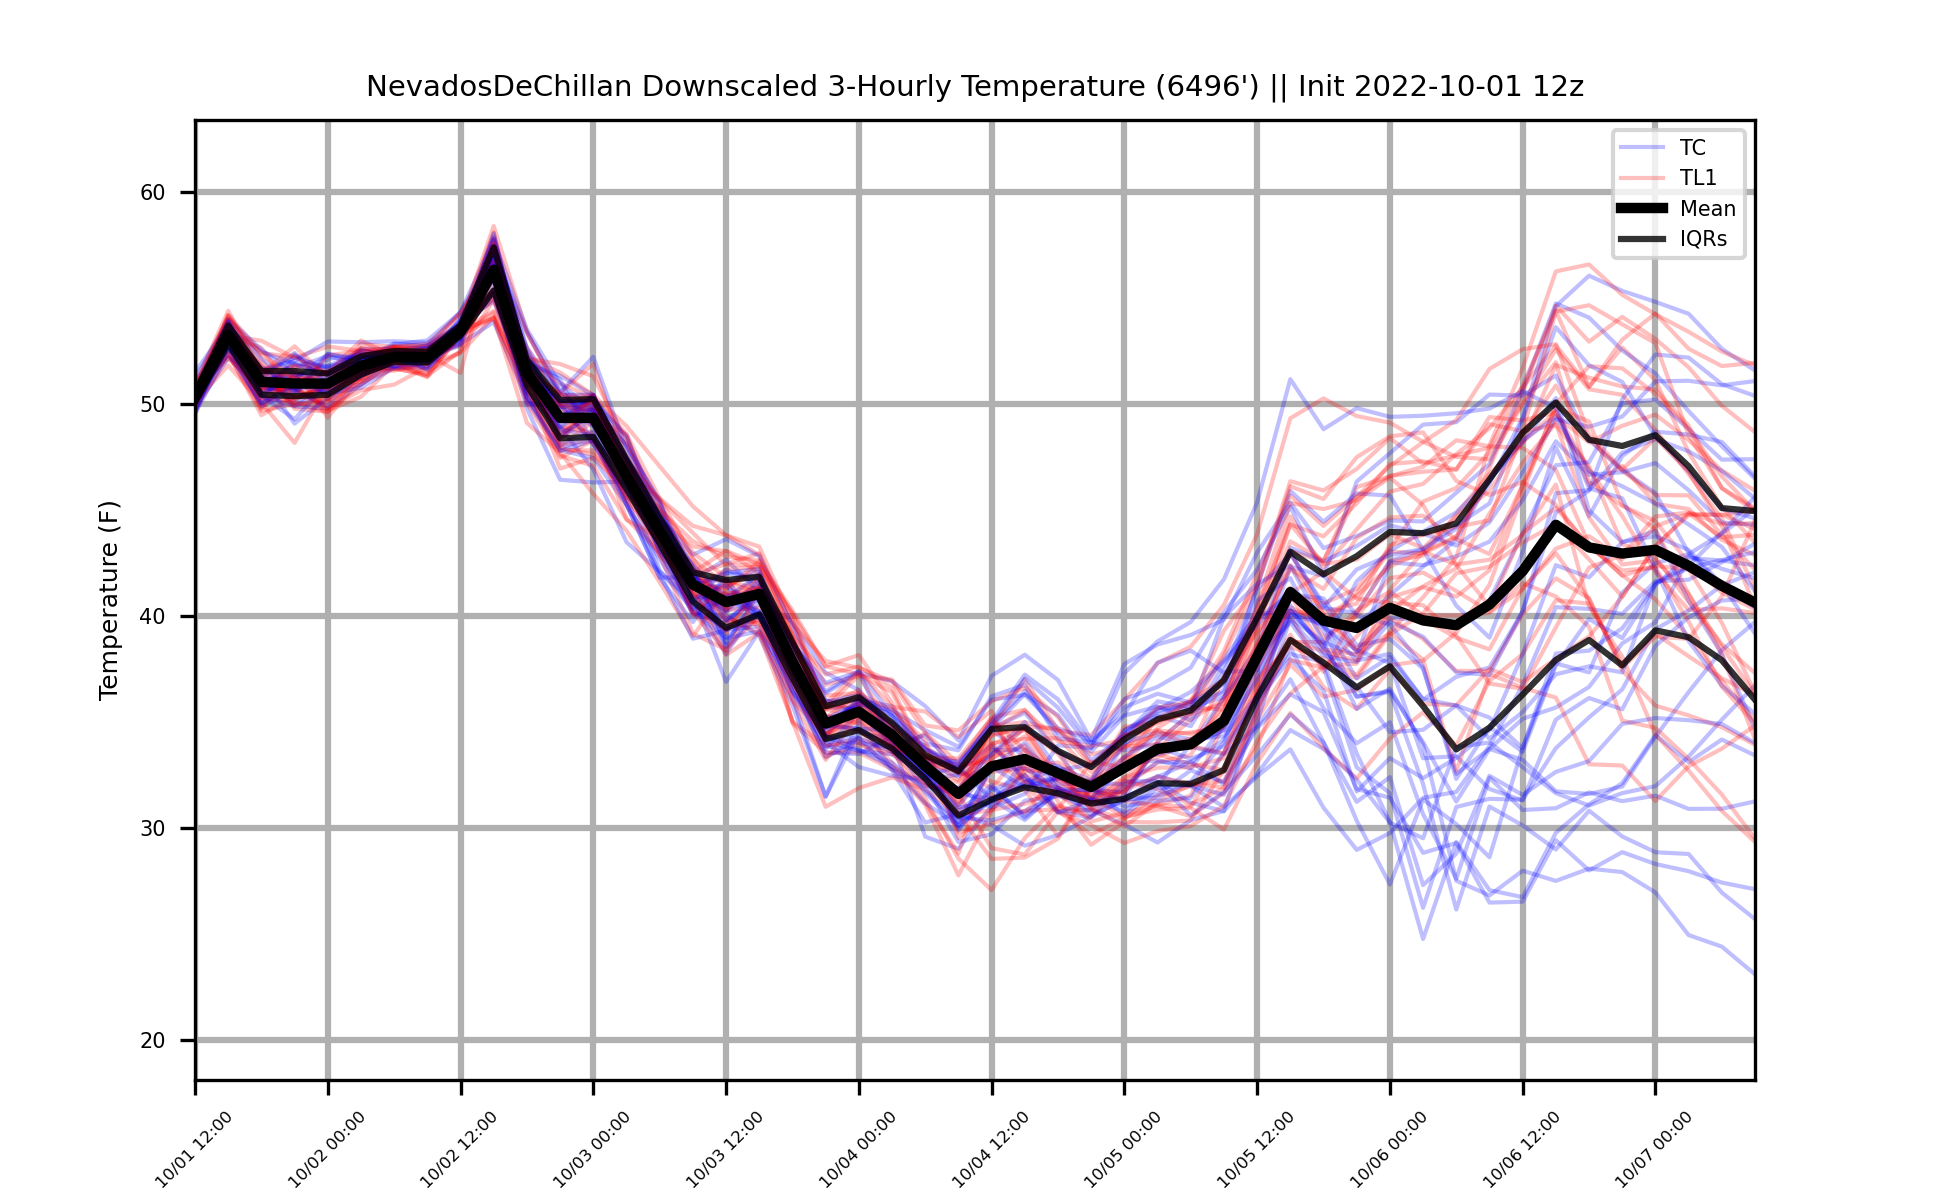 NevadosDeChillan Downscaled 3-Hourly Temperature (6496') || Init 2022-10-01 12z
TC
TL1
Mean
IQRs
Temperature (F)
60
50
40
30
20
10/01 12:00
10/02 00:00
10/02 12:00
10/03 00:00
10/03 12:00
10/04 00:00
10/04 12:00
10/05 00:00
10/05 12:00
10/06 00:00
10/06 12:00
10/07 00:00